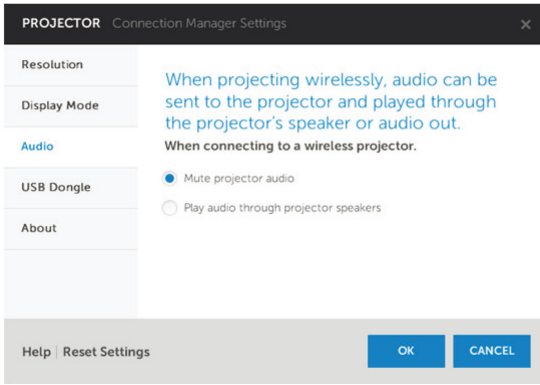 PROJECTOR Connection Manager Settings ×
Resolution
Display Mode
Audio
USB Dongle
About
When projecting wirelessly, audio can be
sent to the projector and played through
the projector's speaker or audio out.
When connecting to a wireless projector.
Mute projector audio
Play audio through projector speakers
Help | Reset Settings
OK
CANCEL